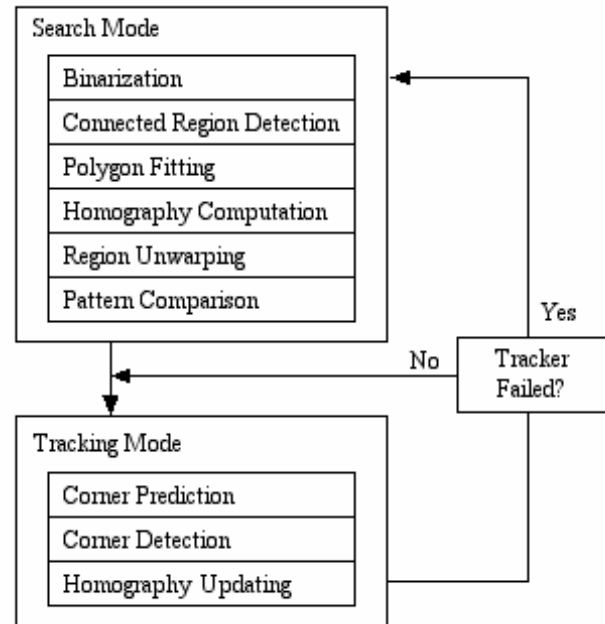 Search Mode
Binarization
Connected Region Detection
Polygon Fitting
Homography Computation
Region Unwarping
Pattern Comparison
Yes
No
Tracker
Failed?
Tracking Mode
Corner Prediction
Corner Detection
Homography Updating